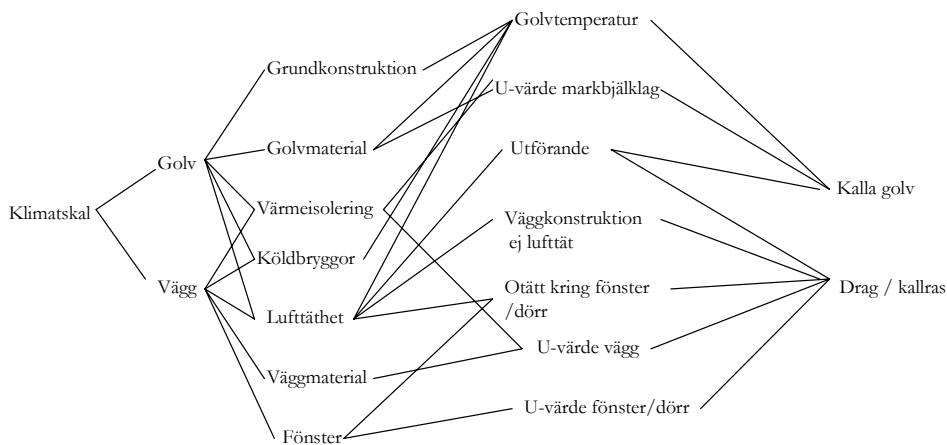 Klimatskal
Golv
Vägg
Grundkonstruktion
Golvmaterial
Värmeisolering
Köldbryggor
Lufttäthet
Väggmaterial
Fönster
Golvtemperatur
U-värde markbjälklag
Utförande
Väggkonstruktion
ej lufttät
Otätt kring fönster
/dörr
U-värde vägg
U-värde fönster/dörr
Kalla golv
Drag / kallras